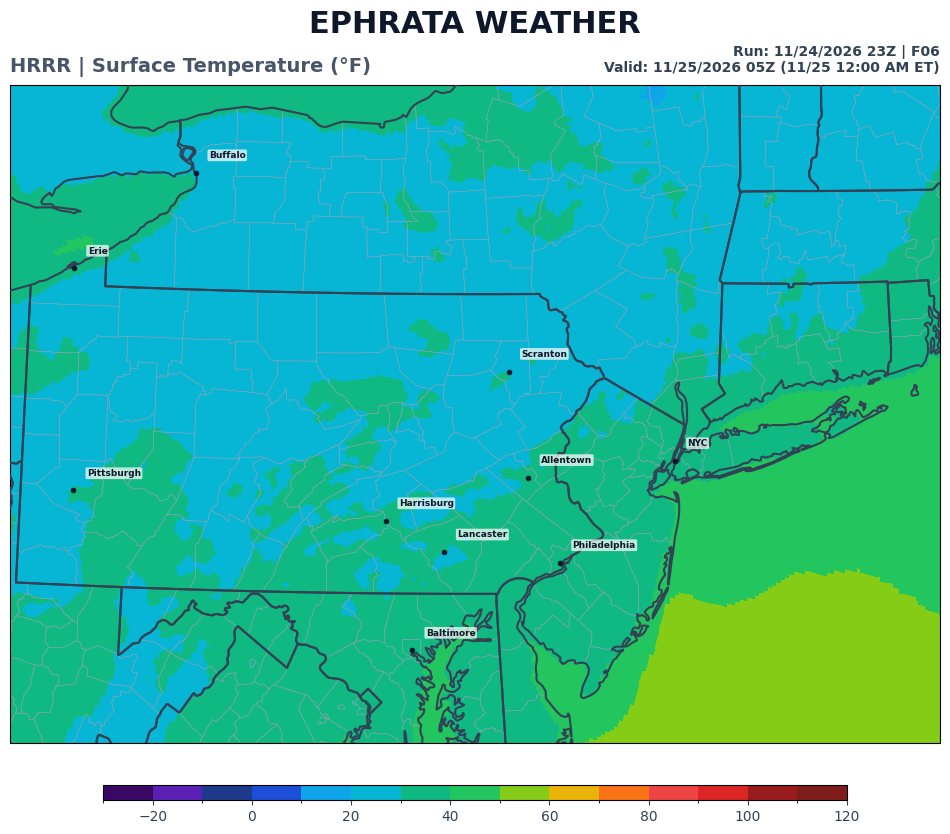 EPHRATA WEATHER
HRRR | Surface Temperature (°F)
Run: 11/24/2026 23Z | F06
Valid: 11/25/2026 05Z (11/25 12:00 AM ET)
Buffalo
Erie
Scranton
NYC
Allentown
Pittsburgh
Harrisburg
Lancaster
Philadelphia
Baltimore
−20 0 20 40 60 80 100 120